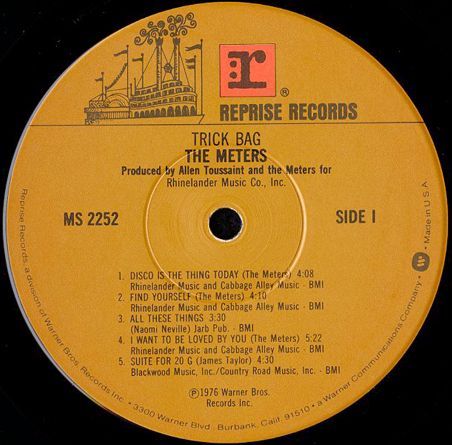 r
®
REPRISE RECORDS
TRICK BAG
THE METERS
Produced by Allen Toussaint and the Meters for
Rhinelander Music Co., Inc.
MS 2252
SIDE I
1. DISCO IS THE THING TODAY (The Meters) 4:08
Rhinelander Music and Cabbage Alley Music - BMI
2. FIND YOURSELF (The Meters) 4:10
Rhinelander Music and Cabbage Alley Music - BMI
3. ALL THESE THINGS 3:30
(Naomi Neville) Jarb Pub. - BMI
4. I WANT TO BE LOVED BY YOU (The Meters) 5:22
Rhinelander Music and Cabbage Alley Music - BMI
5. SUITE FOR 20 G (James Taylor) 4:30
Blackwood Music, Inc./Country Road Music, Inc. - BMI
Ⓟ1976 Warner Bros.
Records Inc.
Reprise Records, a division of Warner Bros. Records Inc. • 3300 Warner Blvd. Burbank, Calif. 91510 • a Warner Communications Company • W • Made in U.S.A.